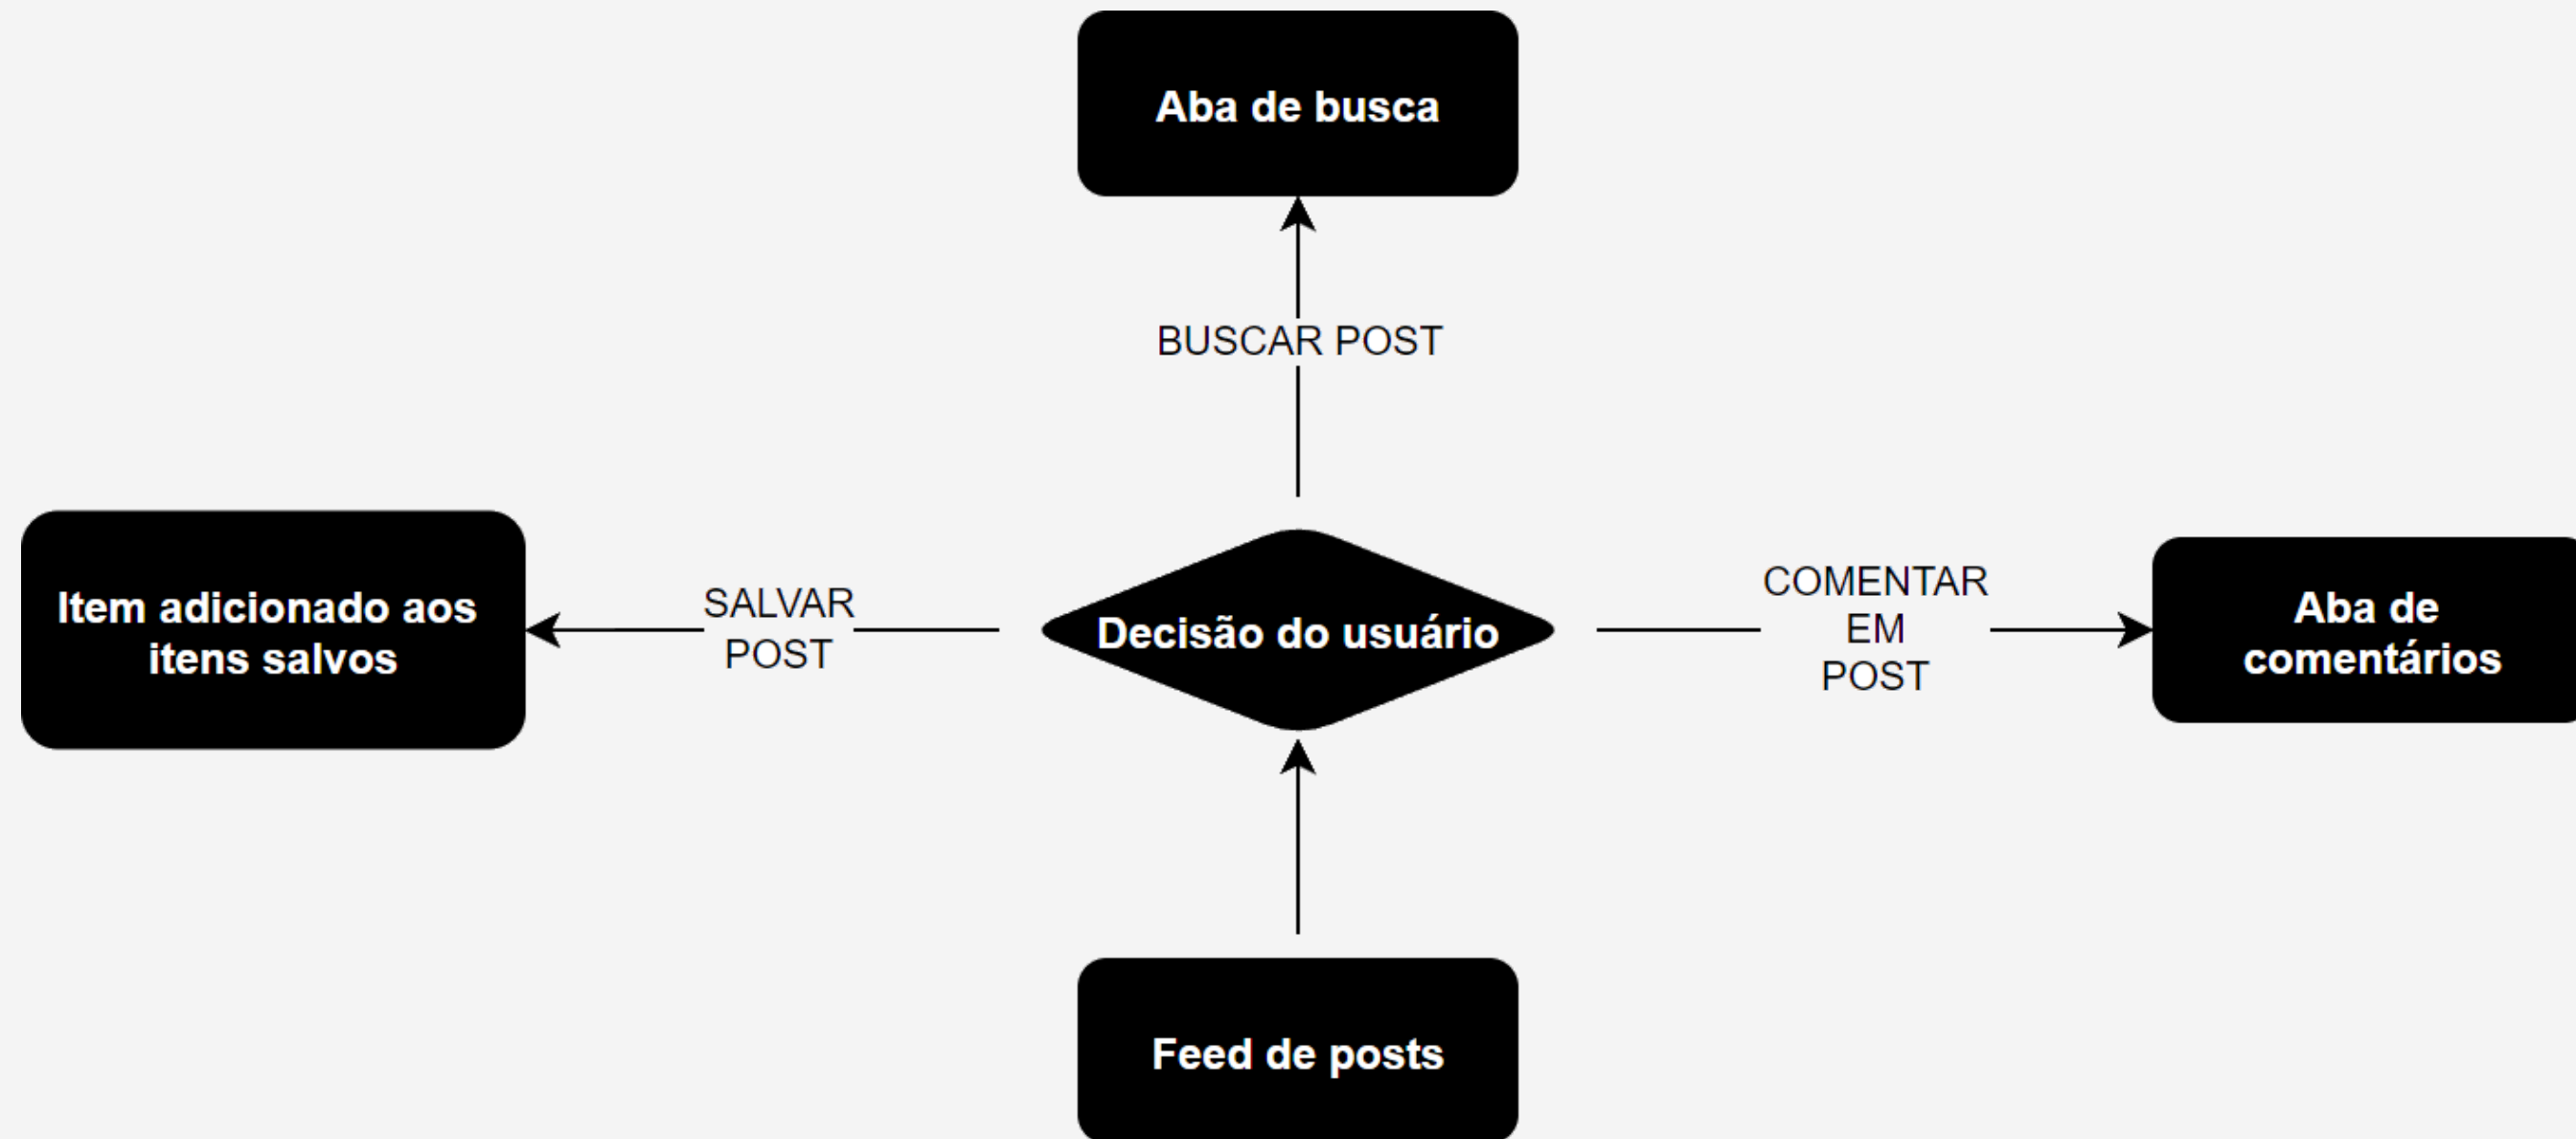 Aba de busca
BUSCAR POST
Item adicionado aos
itens salvos
SALVAR
POST
Decisão do usuário
COMENTAR
EM
POST
Aba de
comentários
Feed de posts